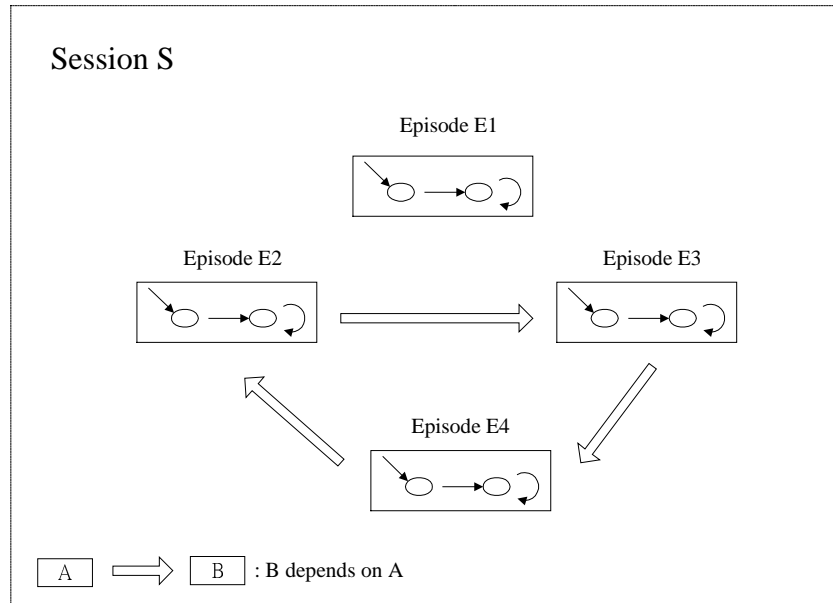 Session S
Episode E1
Episode E2
Episode E3
Episode E4
A B : B depends on A